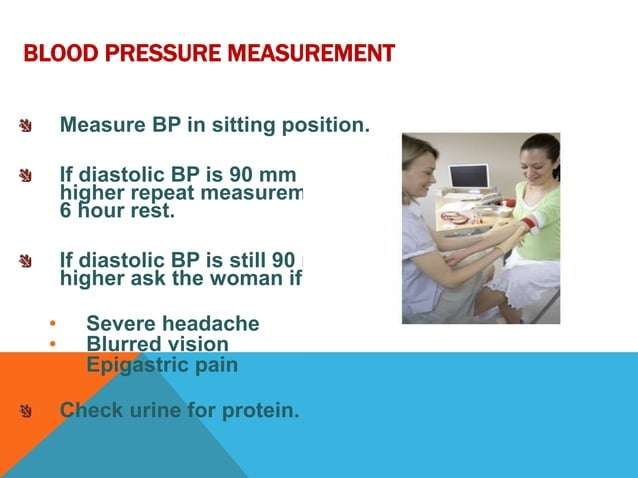 BLOOD PRESSURE MEASUREMENT
Measure BP in sitting position.
If diastolic BP is 90 mm
higher repeat
6 hour rest.
If diastolic BP is still 90
higher ask the woman if
• Severe headache
• Blurred vision
Epigastric pain
Check urine for protein.